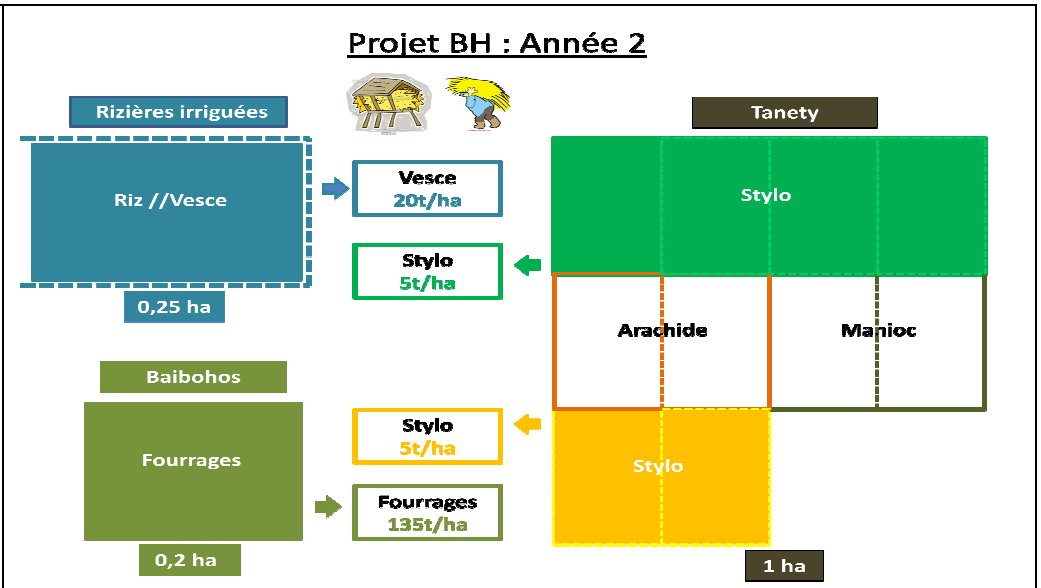 Projet BH : Année 2
Rizières irriguées
Riz //Vesce
0,25 ha
Baibohos
Fourrages
0,2 ha
Vesce
20t/ha
Stylo
5t/ha
Stylo
5t/ha
Fourrages
135t/ha
Tanety
Stylo
Arachide
Manioc
Stylo
1 ha